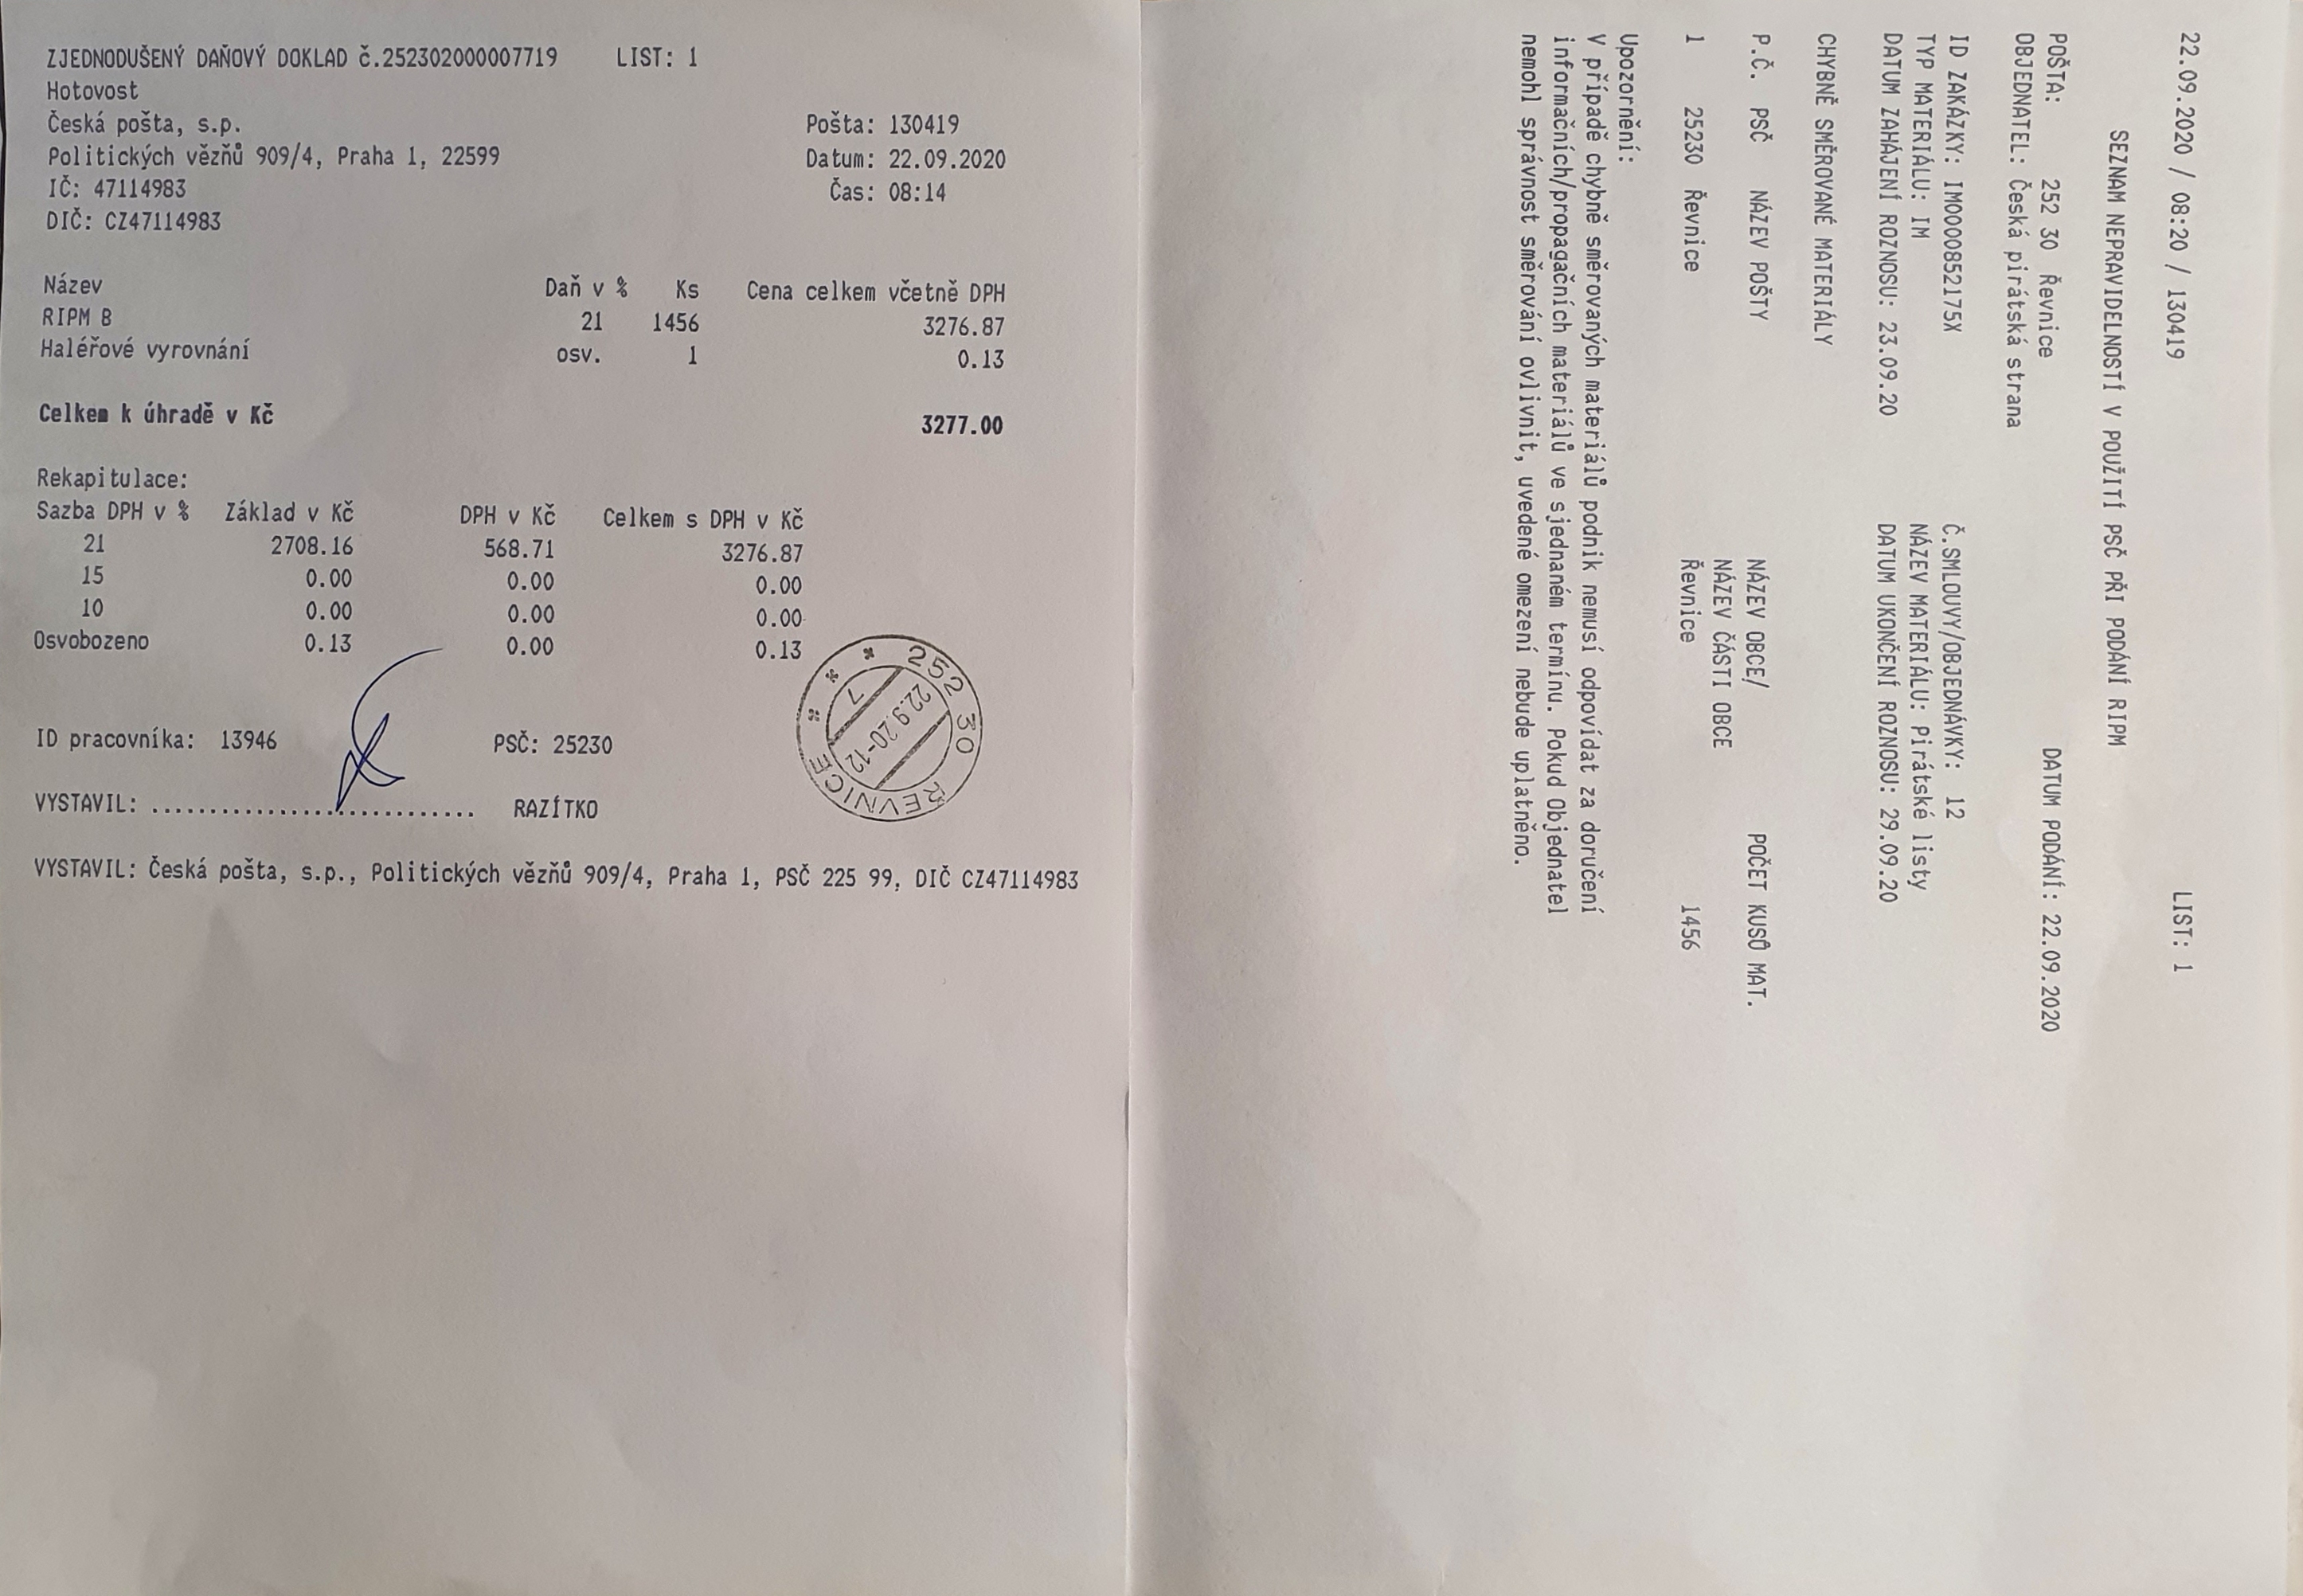 ZJEDNODUŠENÝ DAŇOVÝ DOKLAD č.252302000007719 LIST: 1
Hotovost
Česká pošta, s.p. Pošta: 130419
Politických vězňů 909/4, Praha 1, 22599 Datum: 22.09.2020
IČ: 47114983 Čas: 08:14
DIČ: CZ47114983
Název Daň v % Ks Cena celkem včetně DPH
RIPM B 21 1456 3276.87
Haléřové vyrovnání osv. 1 0.13
Celkem k úhradě v Kč 3277.00
Rekapitulace:
Sazba DPH v % Základ v Kč DPH v Kč Celkem s DPH v Kč
21 2708.16 568.71 3276.87
15 0.00 0.00 0.00
10 0.00 0.00 0.00
Osvobozeno 0.13 0.00 0.13
ID pracovníka: 13946 PSČ: 25230
VYSTAVIL: ............................ RAZÍTKO
252 30 ŘEVNICE
22.9.20-12
7
VYSTAVIL: Česká pošta, s.p., Politických vězňů 909/4, Praha 1, PSČ 225 99, DIČ CZ47114983
22.09.2020 / 08:20 / 130419 LIST: 1
SEZNAM NEPRAVIDELNOSTÍ V POUŽITÍ PSČ PŘI PODÁNÍ RIPM
POŠTA: 252 30 Řevnice DATUM PODÁNÍ: 22.09.2020
OBJEDNATEL: Česká pirátská strana
ID ZAKÁZKY: IM0000852175X Č.SMLOUVY/OBJEDNÁVKY: 12
TYP MATERIÁLU: IM NÁZEV MATERIÁLU: Pirátské listy
DATUM ZAHÁJENÍ ROZNOSU: 23.09.20 DATUM UKONČENÍ ROZNOSU: 29.09.20
CHYBNĚ SMĚROVANÉ MATERIÁLY
P.Č. PSČ NÁZEV POŠTY NÁZEV OBCE/ POČET KUSŮ MAT.
NÁZEV ČÁSTI OBCE
1 25230 Řevnice Řevnice 1456
Upozornění:
V případě chybně směrovaných materiálů podnik nemusí odpovídat za doručení
informačních/propagačních materiálů ve sjednaném termínu. Pokud Objednatel
nemohl správnost směrování ovlivnit, uvedené omezení nebude uplatněno.